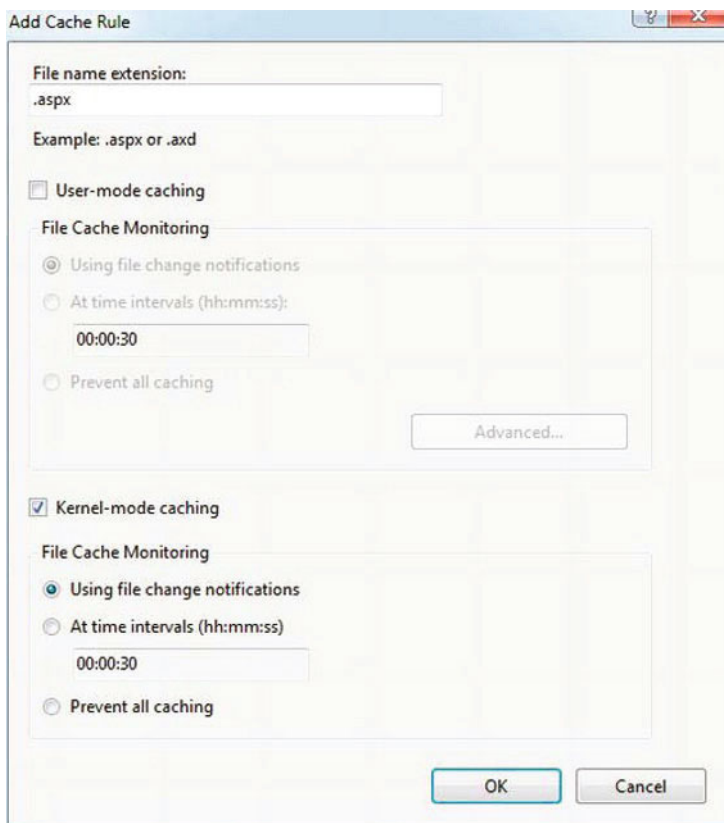 Add Cache Rule
File name extension:
.aspx
Example: .aspx or .axd
User-mode caching
File Cache Monitoring
Using file change notifications
At time intervals (hh:mm:ss):
00:00:30
Prevent all caching
Advanced...
Kernel-mode caching
File Cache Monitoring
Using file change notifications
At time intervals (hh:mm:ss)
00:00:30
Prevent all caching
OK
Cancel